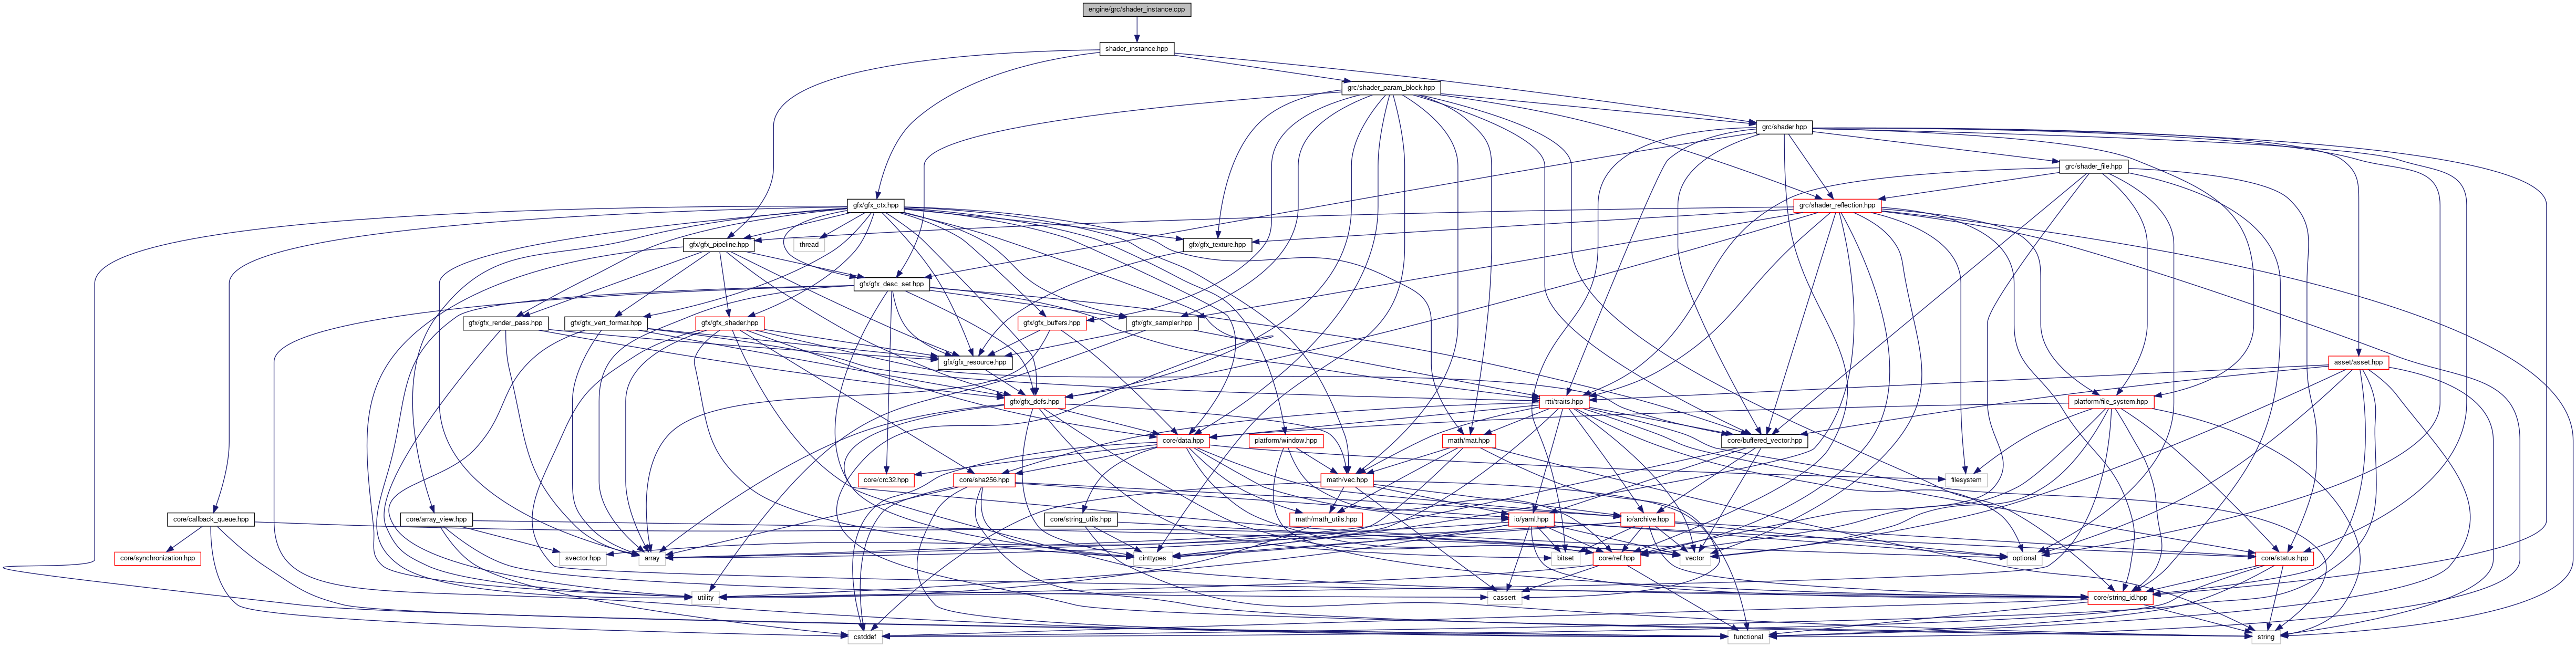 engine/grc/shader_instance.cpp
shader_instance.hpp
grc/shader_param_block.hpp
grc/shader.hpp
grc/shader_file.hpp
gfx/gfx_ctx.hpp
grc/shader_reflection.hpp
gfx/gfx_pipeline.hpp
thread
gfx/gfx_texture.hpp
gfx/gfx_desc_set.hpp
gfx/gfx_render_pass.hpp
gfx/gfx_vert_format.hpp
gfx/gfx_shader.hpp
gfx/gfx_buffers.hpp
gfx/gfx_sampler.hpp
gfx/gfx_resource.hpp
asset/asset.hpp
gfx/gfx_defs.hpp
rtti/traits.hpp
platform/file_system.hpp
core/data.hpp
platform/window.hpp
math/mat.hpp
core/buffered_vector.hpp
core/crc32.hpp
core/sha256.hpp
math/vec.hpp
filesystem
core/callback_queue.hpp
core/array_view.hpp
core/string_utils.hpp
math/math_utils.hpp
io/yaml.hpp
io/archive.hpp
core/synchronization.hpp
svector.hpp
array
cinttypes
bitset
core/ref.hpp
vector
optional
core/status.hpp
utility
cassert
core/string_id.hpp
cstddef
functional
string